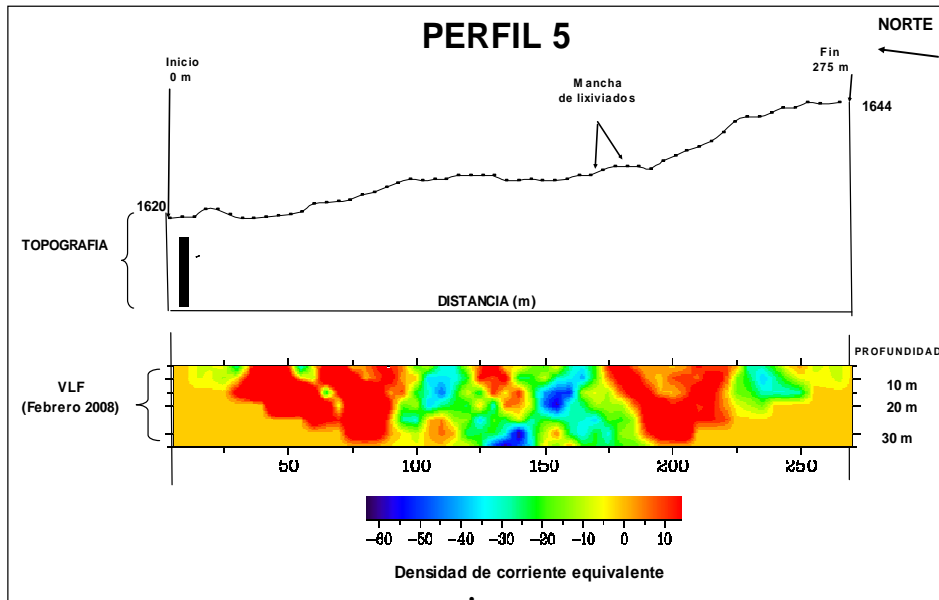 PERFIL 5
NORTE
Inicio
0 m
Fin
275 m
Mancha
de lixiviados
1644
1620
TOPOGRAFIA
DISTANCIA (m)
PROFUNDIDAD
VLF
(Febrero 2008)
10 m
20 m
30 m
50 100 150 200 250
-60 -50 -40 -30 -20 -10 0 10
Densidad de corriente equivalente